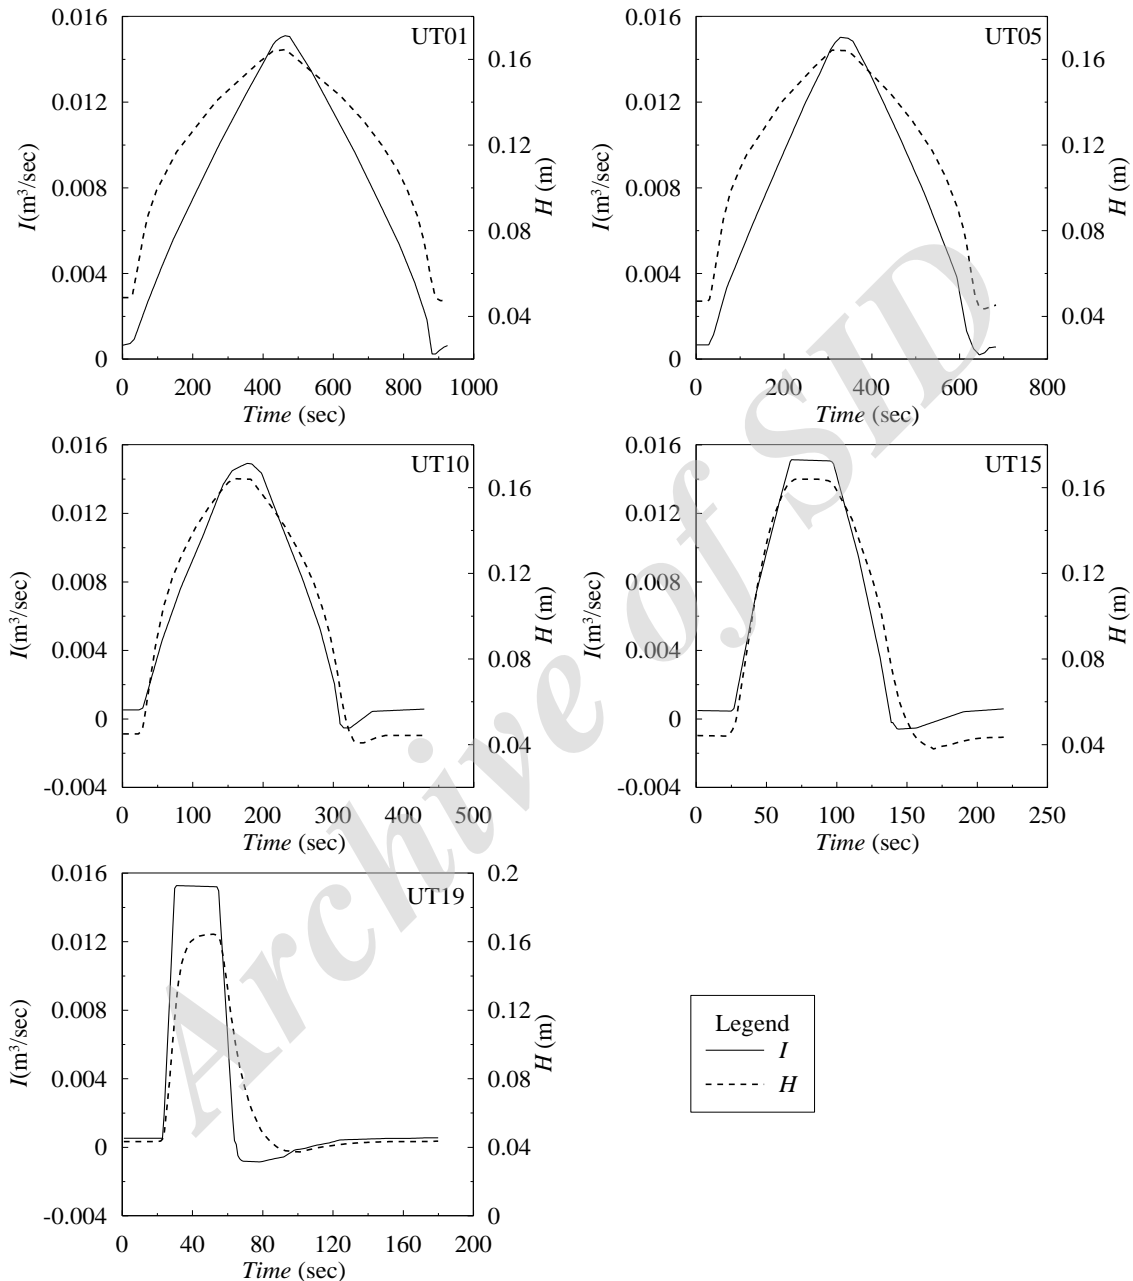 UT01
0.016
0.012
0.008
0.004
0
I(m³/sec)
0.16
0.12
0.08
0.04
H (m)
0 200 400 600 800 1000
Time (sec)
UT05
0.016
0.012
0.008
0.004
0
I(m³/sec)
0.16
0.12
0.08
0.04
H (m)
0 200 400 600 800
Time (sec)
UT10
0.016
0.012
0.008
0.004
0
-0.004
I(m³/sec)
0.16
0.12
0.08
0.04
H (m)
0 100 200 300 400 500
Time (sec)
UT15
0.016
0.012
0.008
0.004
0
-0.004
I(m³/sec)
0.16
0.12
0.08
0.04
H (m)
0 50 100 150 200 250
Time (sec)
UT19
0.016
0.012
0.008
0.004
0
-0.004
I(m³/sec)
0.2
0.16
0.12
0.08
0.04
0
H (m)
0 40 80 120 160 200
Time (sec)
Legend
I
H
Archive of SID